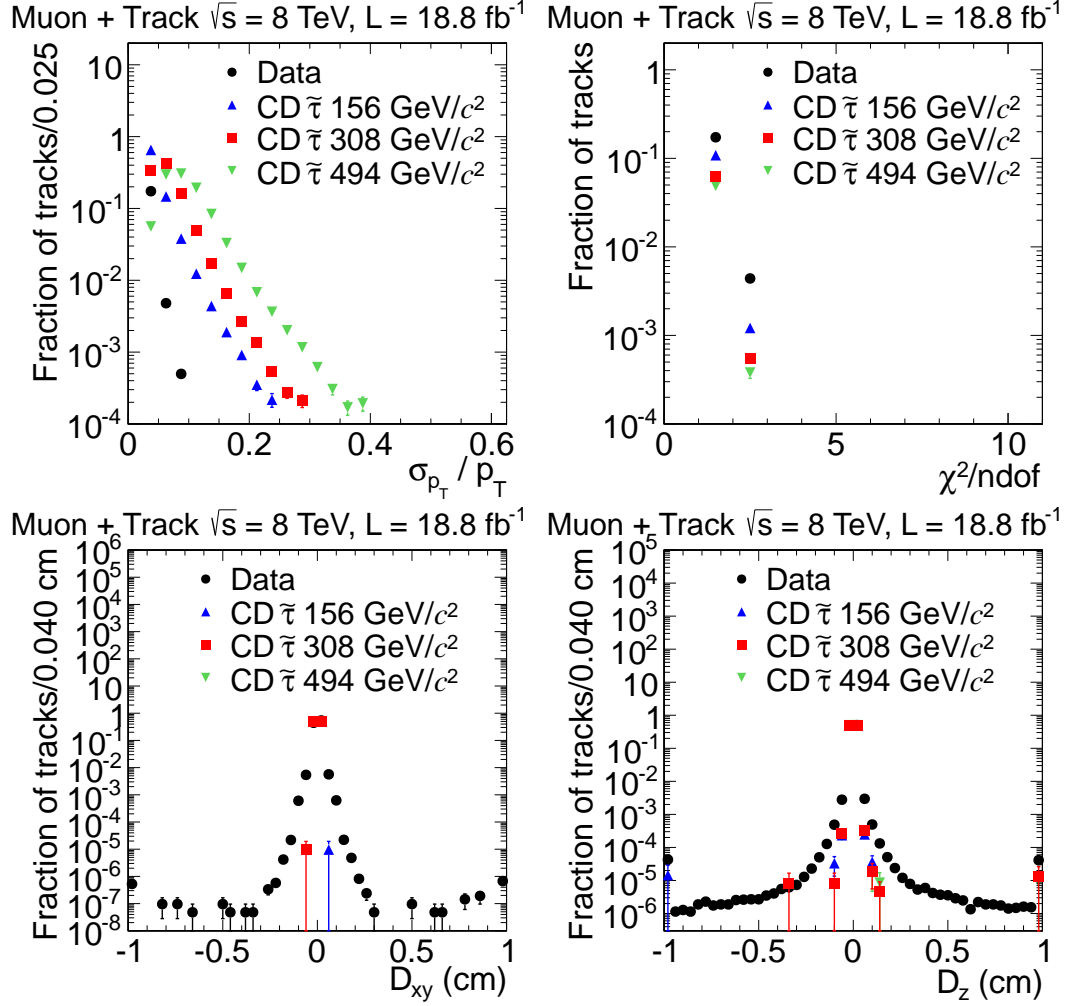 Muon + Track √s = 8 TeV, L = 18.8 fb⁻¹
Fraction of tracks/0.025
10
1
10⁻¹
10⁻²
10⁻³
10⁻⁴
Data
CD τ̃ 156 GeV/c²
CD τ̃ 308 GeV/c²
CD τ̃ 494 GeV/c²
0 0.2 0.4 0.6
σ_pT / p_T
Muon + Track √s = 8 TeV, L = 18.8 fb⁻¹
Fraction of tracks
1
10⁻¹
10⁻²
10⁻³
10⁻⁴
Data
CD τ̃ 156 GeV/c²
CD τ̃ 308 GeV/c²
CD τ̃ 494 GeV/c²
0 5 10
χ²/ndof
Muon + Track √s = 8 TeV, L = 18.8 fb⁻¹
Fraction of tracks/0.040 cm
10⁶
10⁵
10⁴
10³
10²
10
1
10⁻¹
10⁻²
10⁻³
10⁻⁴
10⁻⁵
10⁻⁶
10⁻⁷
10⁻⁸
Data
CD τ̃ 156 GeV/c²
CD τ̃ 308 GeV/c²
CD τ̃ 494 GeV/c²
-1 -0.5 0 0.5 1
D_xy (cm)
Muon + Track √s = 8 TeV, L = 18.8 fb⁻¹
Fraction of tracks/0.040 cm
10⁵
10⁴
10³
10²
10
1
10⁻¹
10⁻²
10⁻³
10⁻⁴
10⁻⁵
10⁻⁶
Data
CD τ̃ 156 GeV/c²
CD τ̃ 308 GeV/c²
CD τ̃ 494 GeV/c²
-1 -0.5 0 0.5 1
D_z (cm)